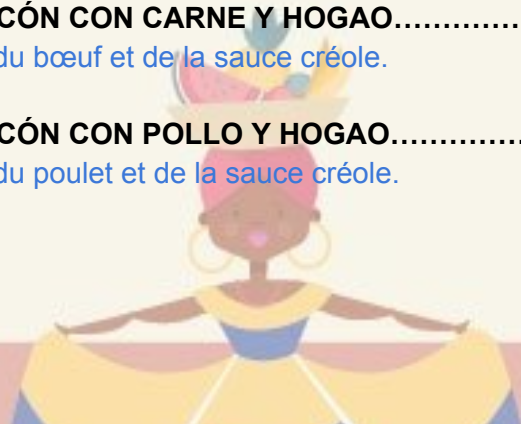 CÓN CON CARNE Y HOGAO..............
du bœuf et de la sauce créole.
CÓN CON POLLO Y HOGAO..............
du poulet et de la sauce créole.